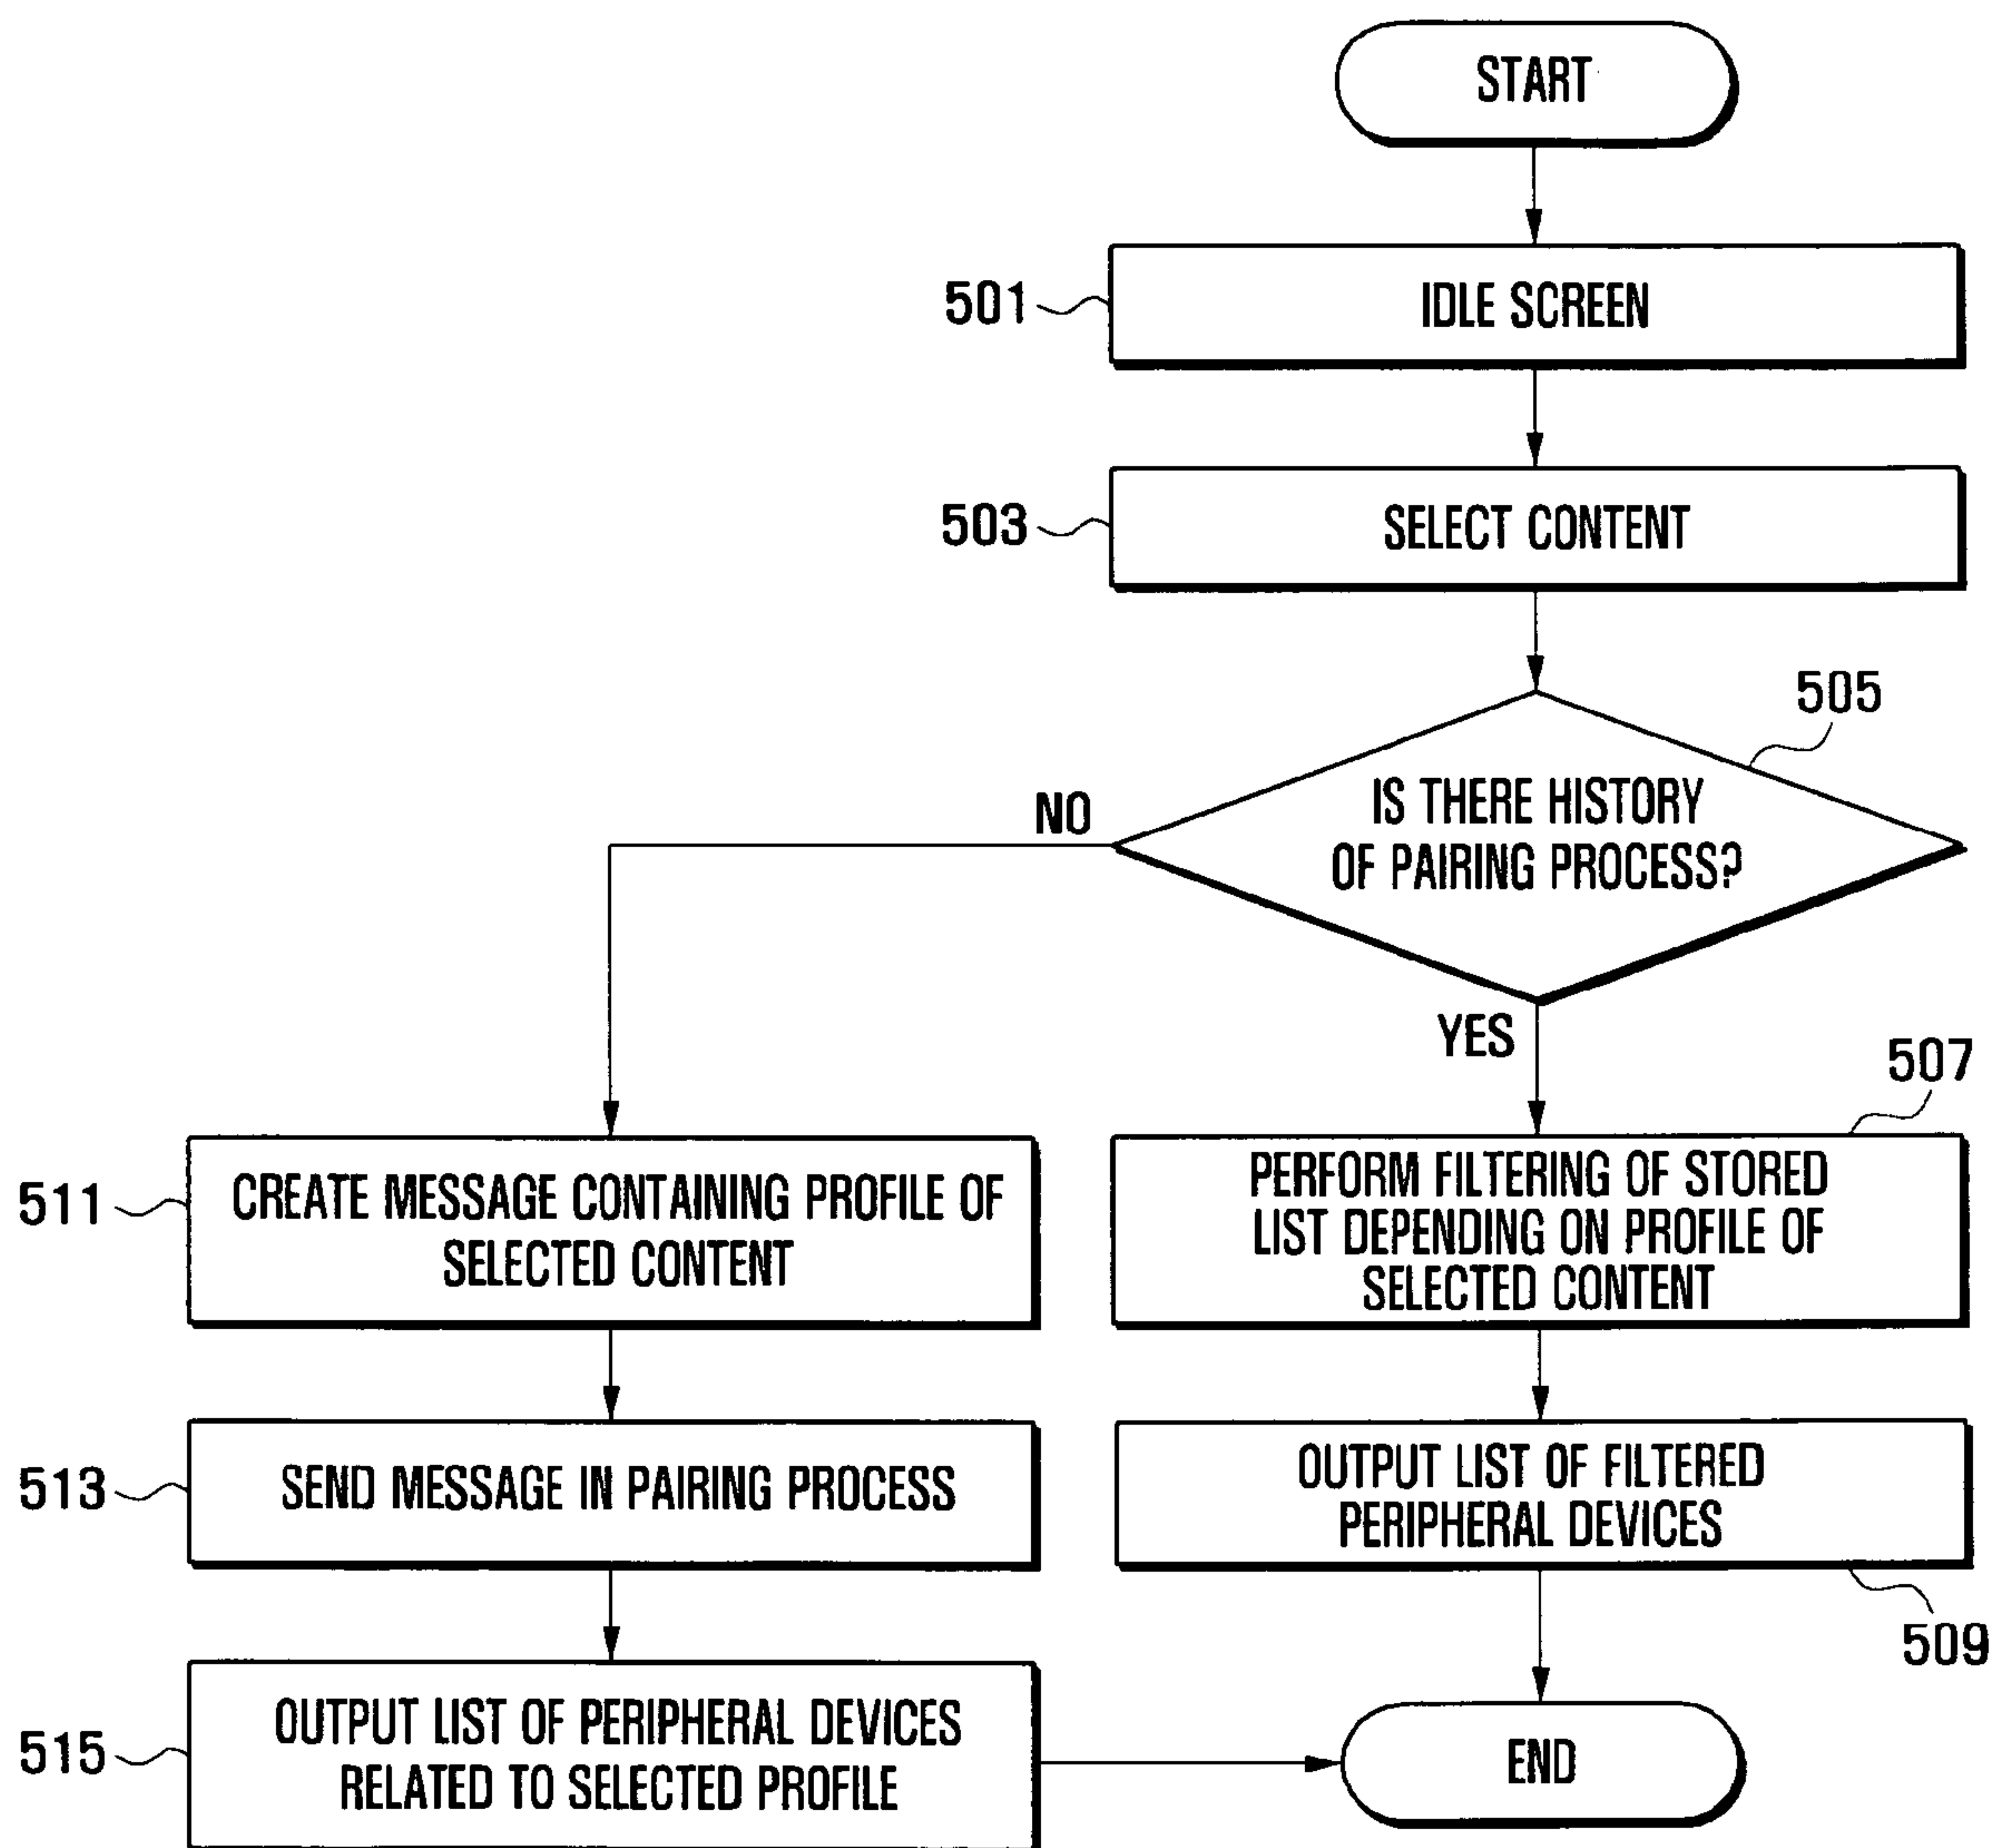 START
501
IDLE SCREEN
503
SELECT CONTENT
505
IS THERE HISTORY
OF PAIRING PROCESS?
NO
YES
507
511
CREATE MESSAGE CONTAINING PROFILE OF
SELECTED CONTENT
PERFORM FILTERING OF STORED
LIST DEPENDING ON PROFILE OF
SELECTED CONTENT
513
SEND MESSAGE IN PAIRING PROCESS
OUTPUT LIST OF FILTERED
PERIPHERAL DEVICES
509
515
OUTPUT LIST OF PERIPHERAL DEVICES
RELATED TO SELECTED PROFILE
END